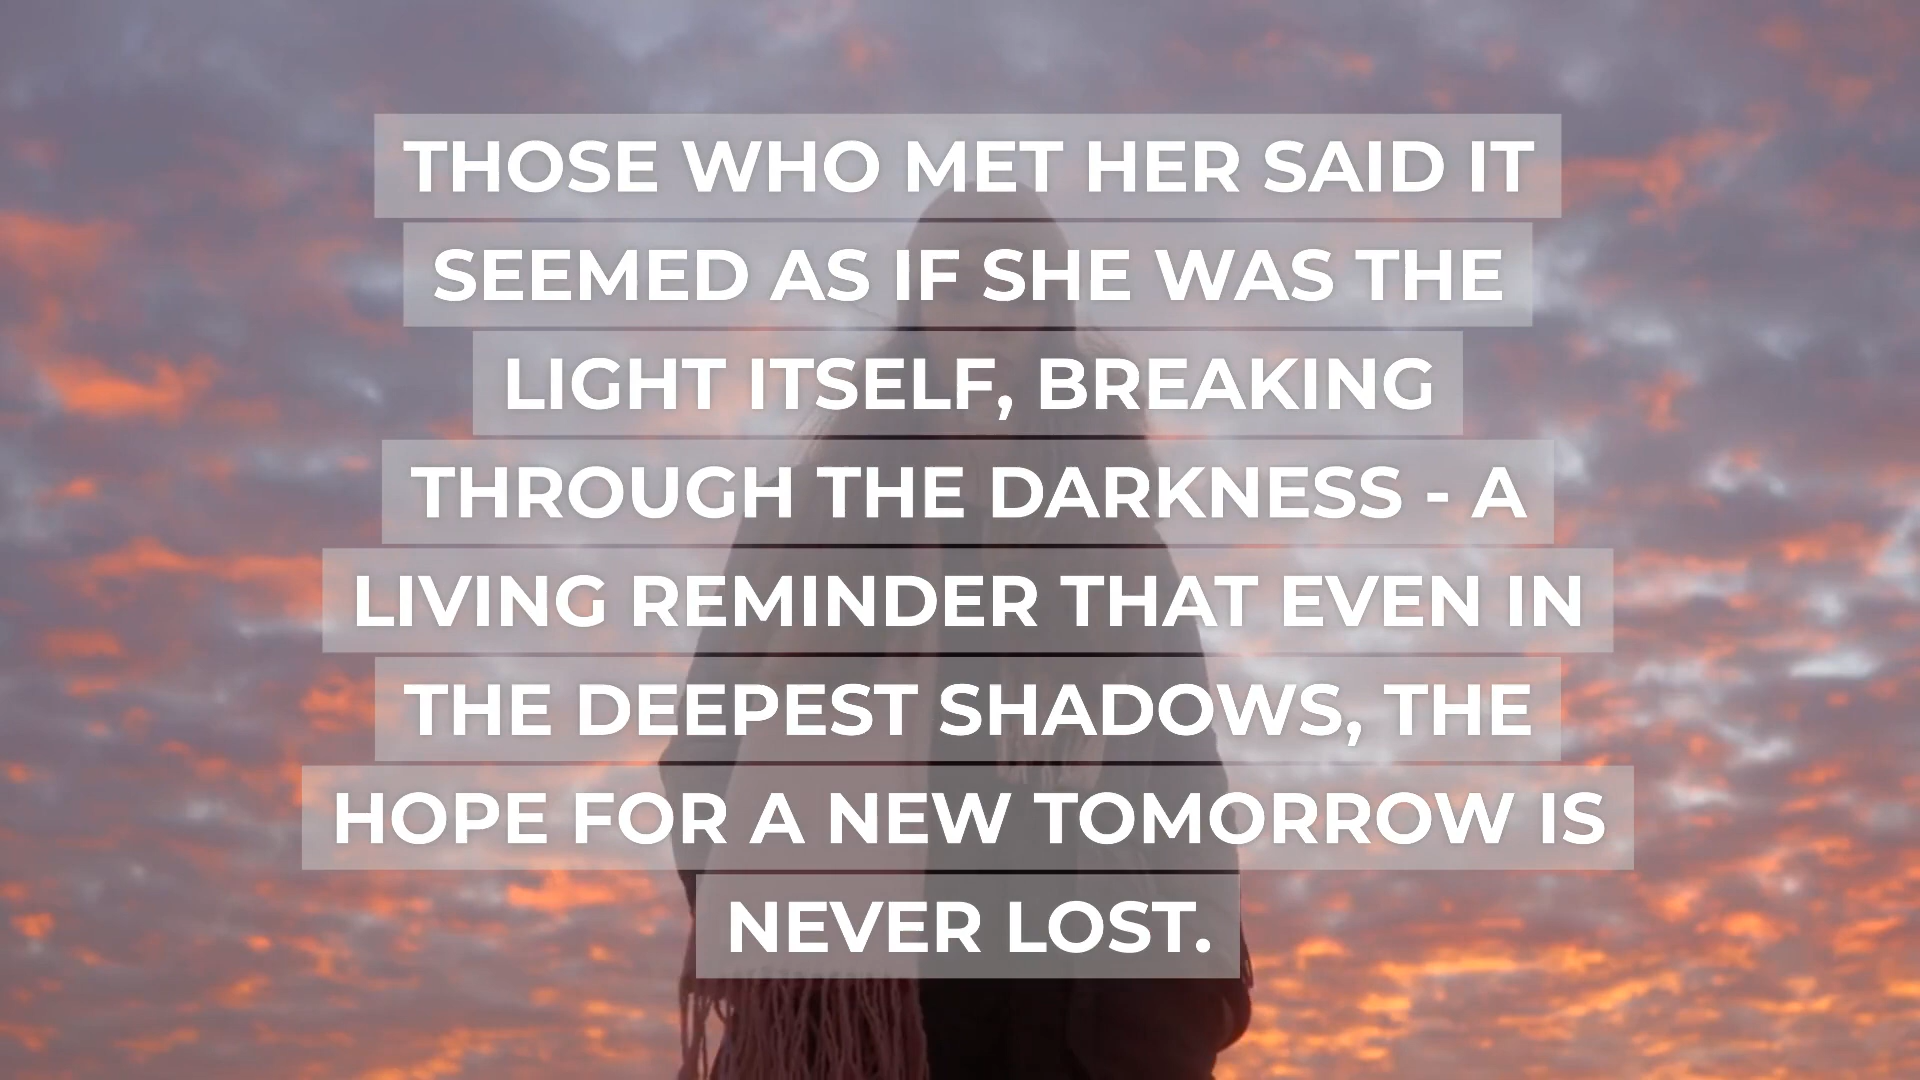 THOSE WHO MET HER SAID IT
SEEMED AS IF SHE WAS THE
LIGHT ITSELF, BREAKING
THROUGH THE DARKNESS - A
LIVING REMINDER THAT EVEN IN
THE DEEPEST SHADOWS, THE
HOPE FOR A NEW TOMORROW IS
NEVER LOST.